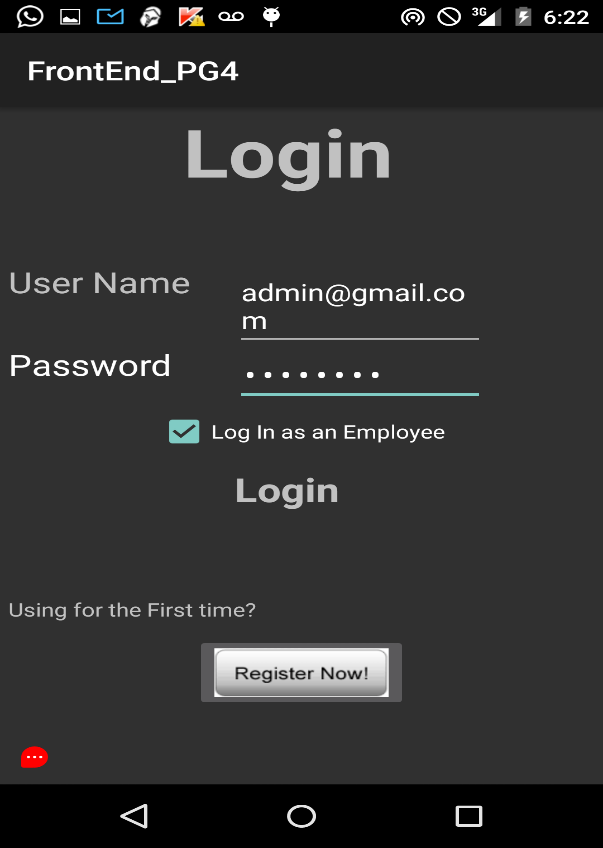 3G 6:22
FrontEnd_PG4
Login
User Name
admin@gmail.co
m
Password
••••••••
Log In as an Employee
Login
Using for the First time?
Register Now!